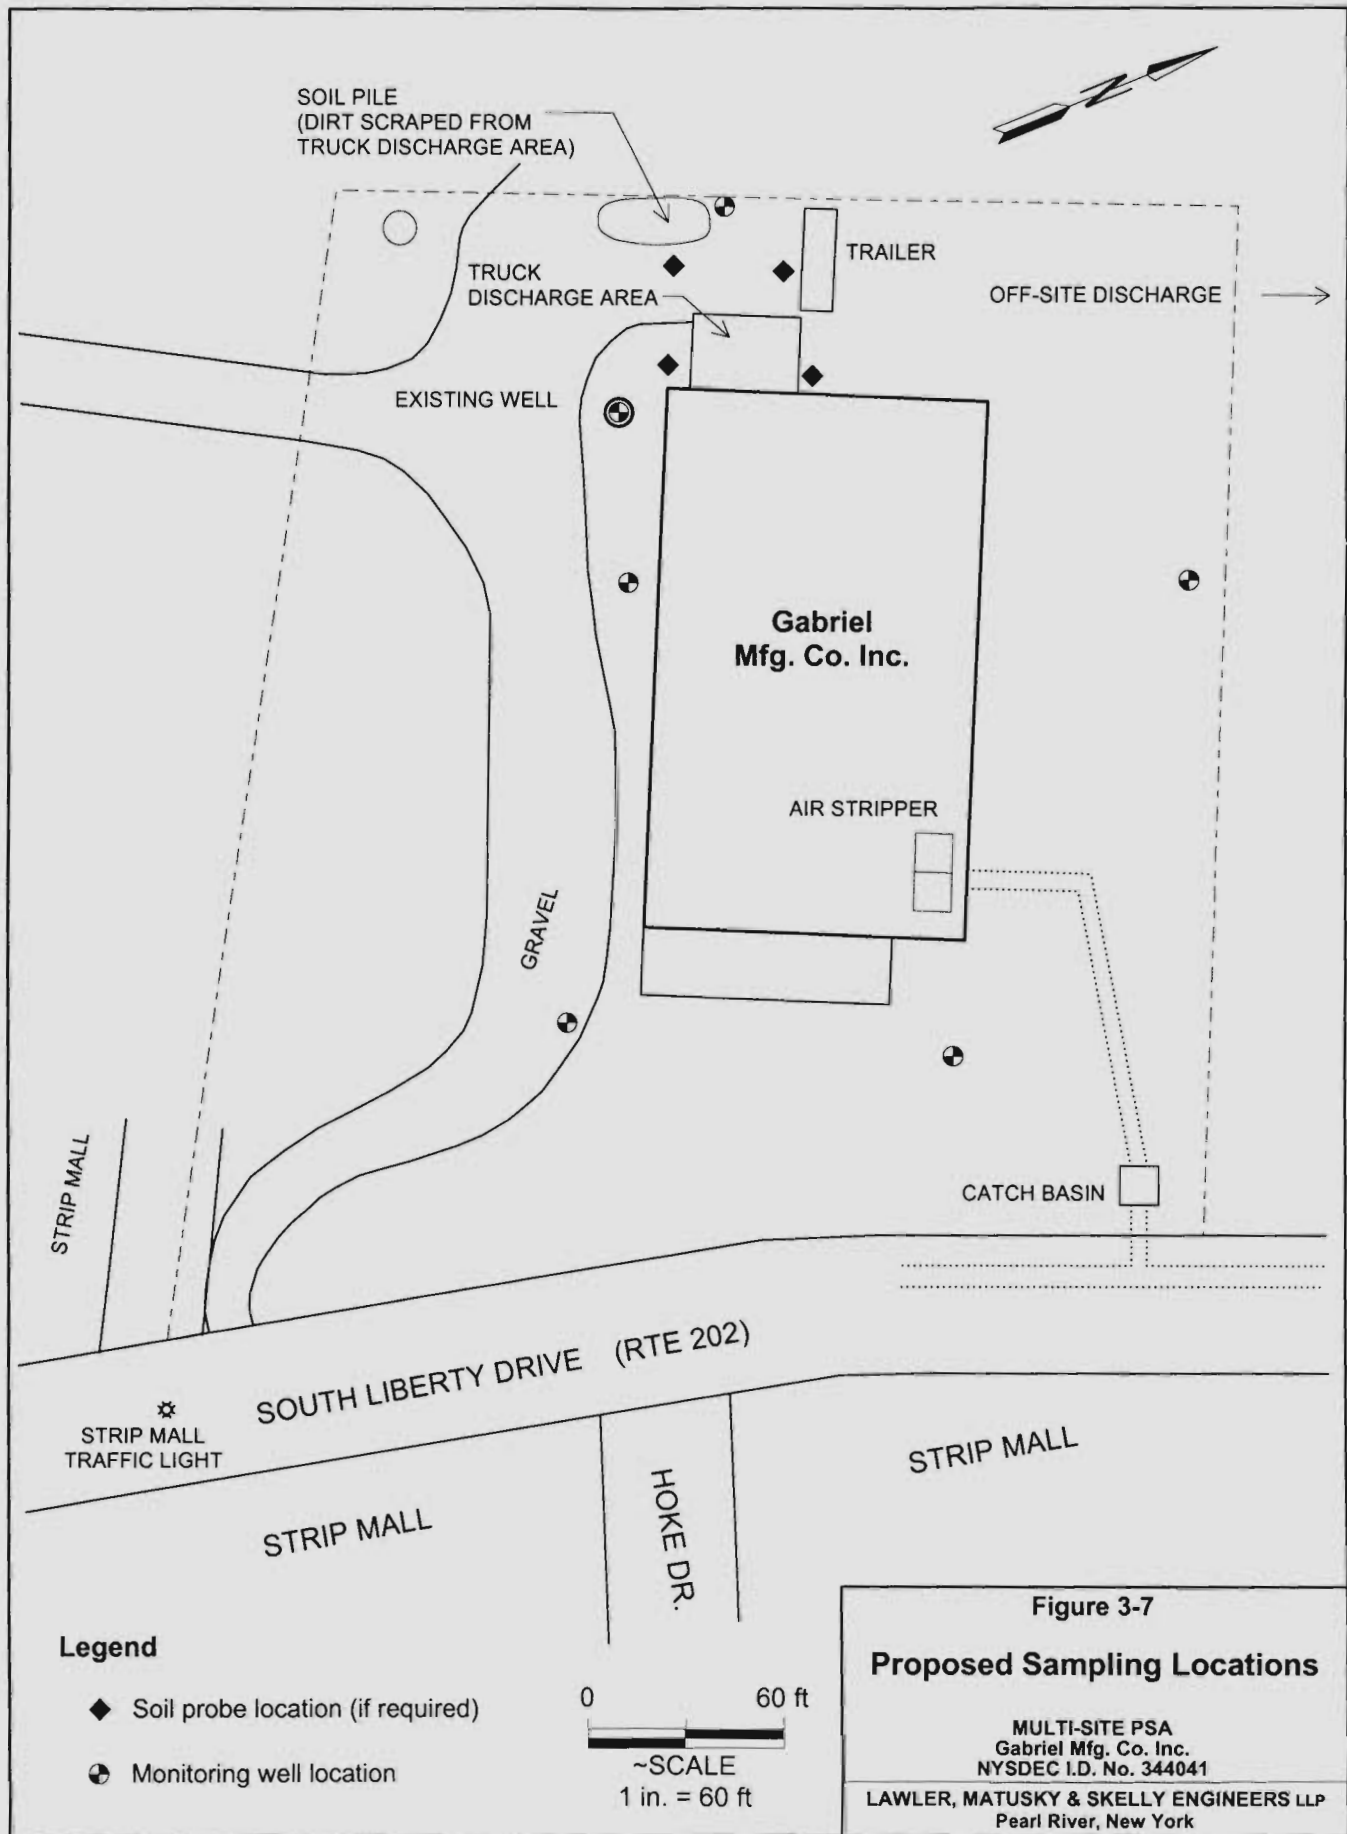 N
SOIL PILE
(DIRT SCRAPED FROM
TRUCK DISCHARGE AREA)
TRAILER
TRUCK
DISCHARGE AREA
OFF-SITE DISCHARGE
EXISTING WELL
Gabriel
Mfg. Co. Inc.
AIR STRIPPER
GRAVEL
STRIP MALL
CATCH BASIN
SOUTH LIBERTY DRIVE (RTE 202)
STRIP MALL
TRAFFIC LIGHT
STRIP MALL
HOKE DR.
STRIP MALL
Legend
Soil probe location (if required)
Monitoring well location
0 60 ft
~SCALE
1 in. = 60 ft
Figure 3-7
Proposed Sampling Locations
MULTI-SITE PSA
Gabriel Mfg. Co. Inc.
NYSDEC I.D. No. 344041
LAWLER, MATUSKY & SKELLY ENGINEERS LLP
Pearl River, New York